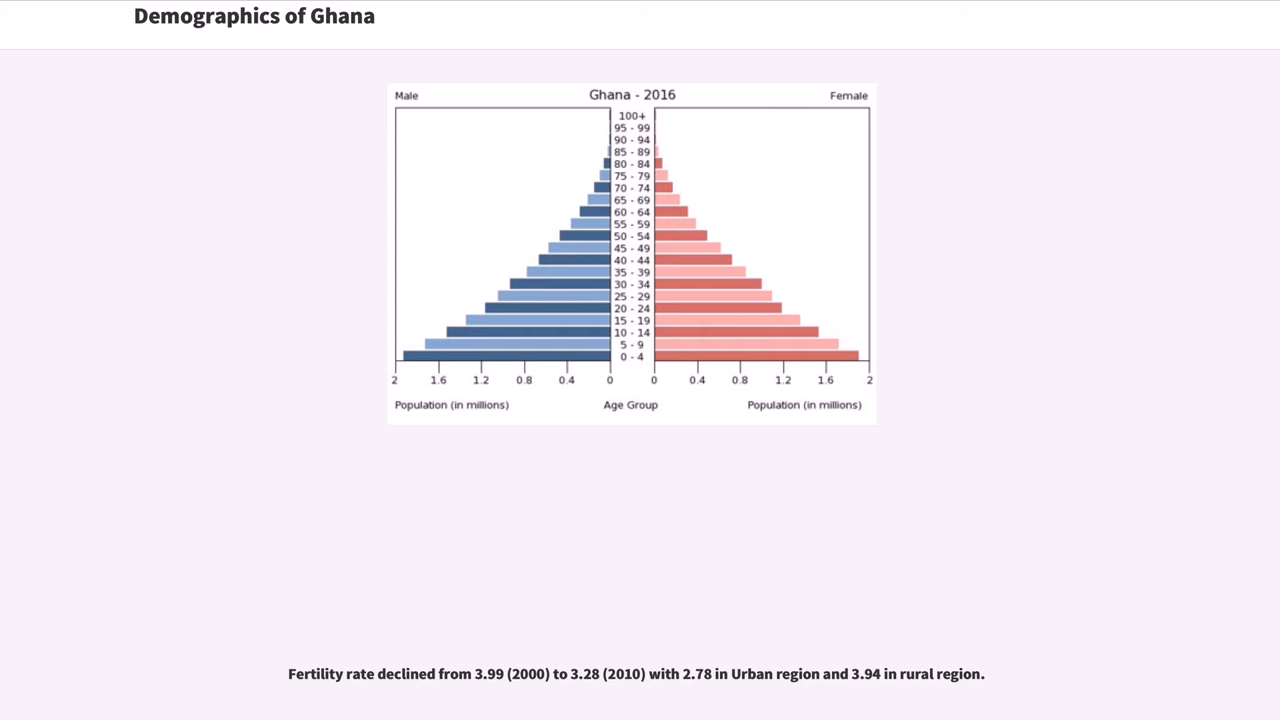 Demographics of Ghana
Male Ghana - 2016 Female
100+
95 - 99
90 - 94
85 - 89
80 - 84
75 - 79
70 - 74
65 - 69
60 - 64
55 - 59
50 - 54
45 - 49
40 - 44
35 - 39
30 - 34
25 - 29
20 - 24
15 - 19
10 - 14
5 - 9
0 - 4
2 1.6 1.2 0.8 0.4 0 0 0.4 0.8 1.2 1.6 2
Population (in millions) Age Group Population (in millions)
Fertility rate declined from 3.99 (2000) to 3.28 (2010) with 2.78 in Urban region and 3.94 in rural region.